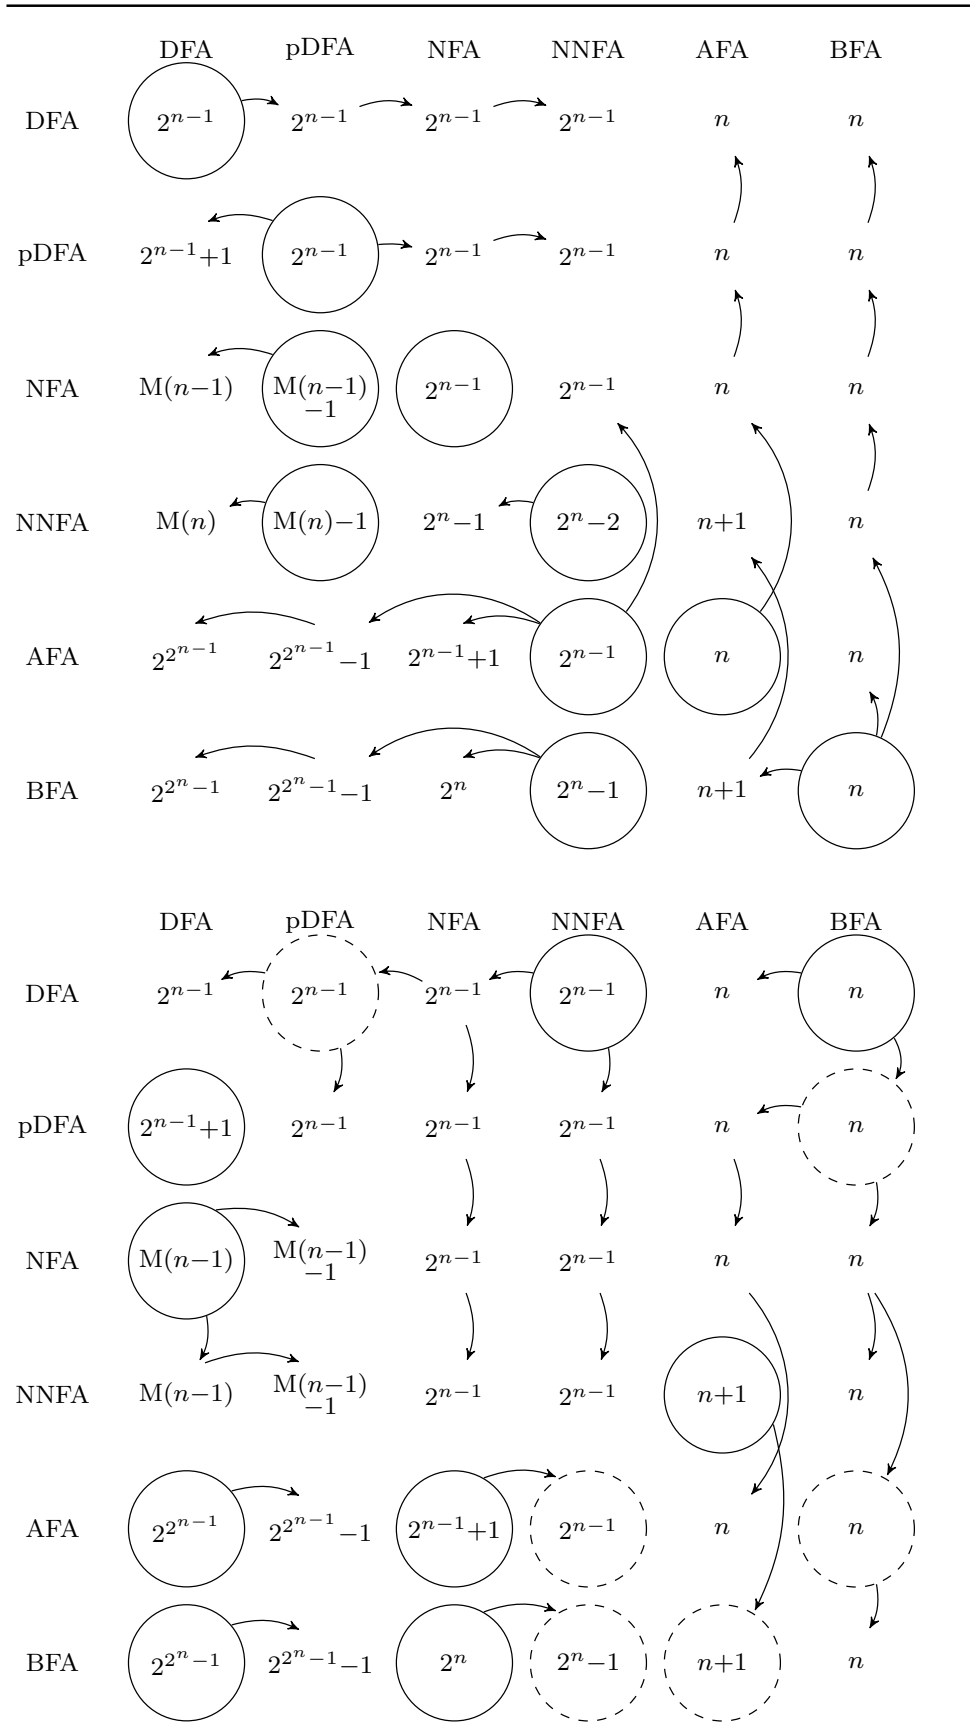 DFA pDFA NFA NNFA AFA BFA
DFA 2^{n−1} 2^{n−1} 2^{n−1} 2^{n−1} n n
pDFA 2^{n−1}+1 2^{n−1} 2^{n−1} 2^{n−1} n n
NFA M(n−1) M(n−1) −1 2^{n−1} 2^{n−1} n n
NNFA M(n) M(n)−1 2^n−1 2^n−2 n+1 n
AFA 2^{2^{n−1}} 2^{2^{n−1}}−1 2^{n−1}+1 2^{n−1} n n
BFA 2^{2^n−1} 2^{2^n−1}−1 2^n 2^n−1 n+1 n
DFA pDFA NFA NNFA AFA BFA
DFA 2^{n−1} 2^{n−1} 2^{n−1} 2^{n−1} n n
pDFA 2^{n−1}+1 2^{n−1} 2^{n−1} 2^{n−1} n n
NFA M(n−1) M(n−1) −1 2^{n−1} 2^{n−1} n n
NNFA M(n−1) M(n−1) −1 2^{n−1} 2^{n−1} n+1 n
AFA 2^{2^{n−1}} 2^{2^{n−1}}−1 2^{n−1}+1 2^{n−1} n n
BFA 2^{2^n−1} 2^{2^n−1}−1 2^n 2^n−1 n+1 n